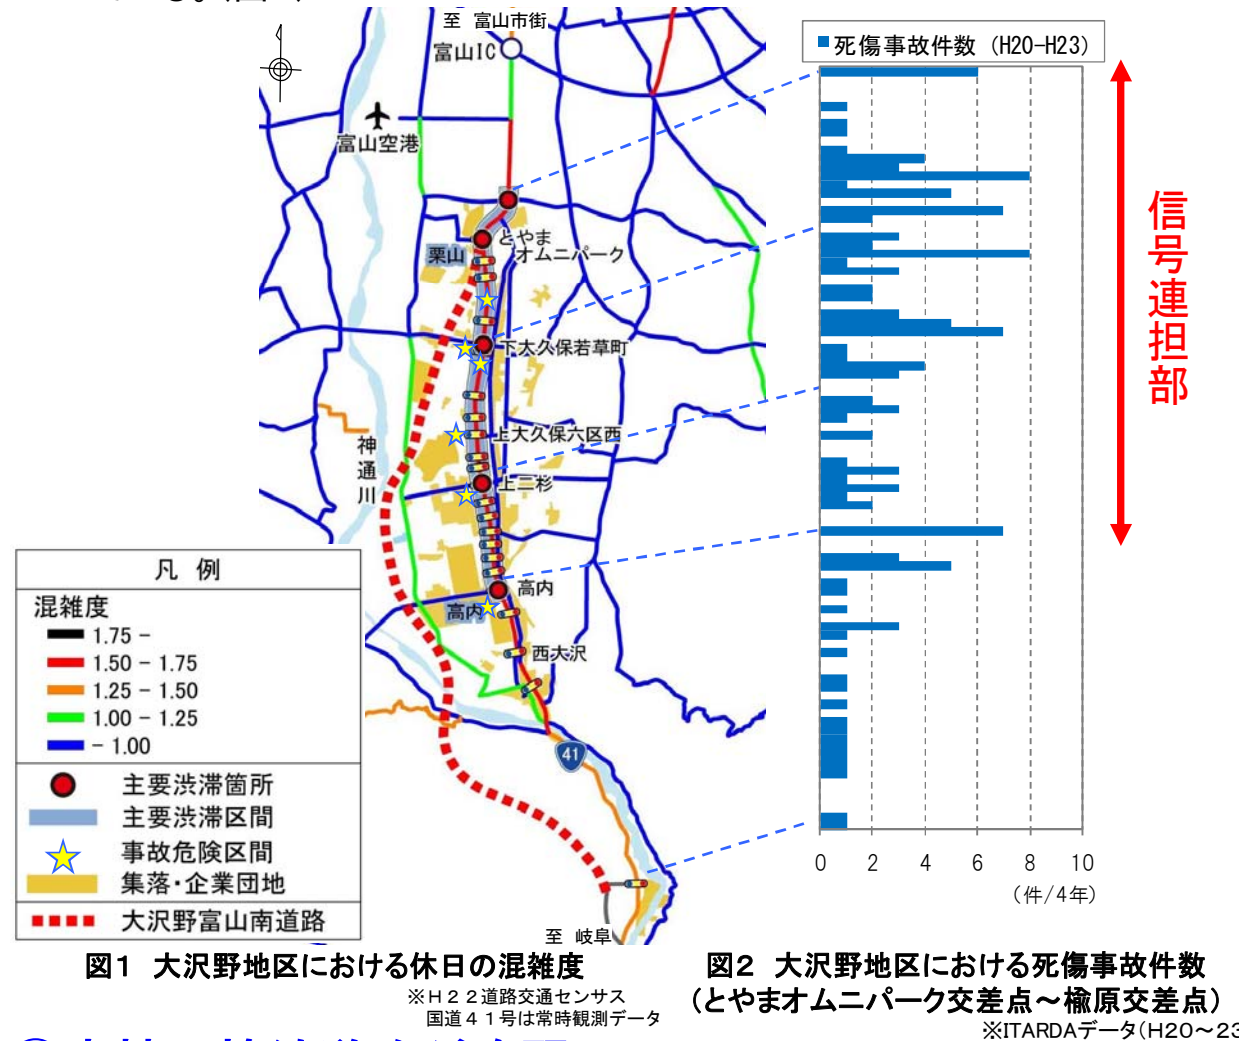 至 富山市街
富山IC
富山空港
とやま
オムニパーク
栗山
下大久保若草町
上大久保六区西
神通川
上二杉
高内
高内
西大沢
41
至 岐阜
凡 例
混雑度
1.75 -
1.50 - 1.75
1.25 - 1.50
1.00 - 1.25
- 1.00
主要渋滞箇所
主要渋滞区間
事故危険区間
集落・企業団地
大沢野富山南道路
図1 大沢野地区における休日の混雑度
※H22道路交通センサス
国道41号は常時観測データ
死傷事故件数 (H20-H23)
信号連担部
0 2 4 6 8 10
(件/4年)
図2 大沢野地区における死傷事故件数
(とやまオムニパーク交差点～楡原交差点)
※ITARDAデータ(H20～23